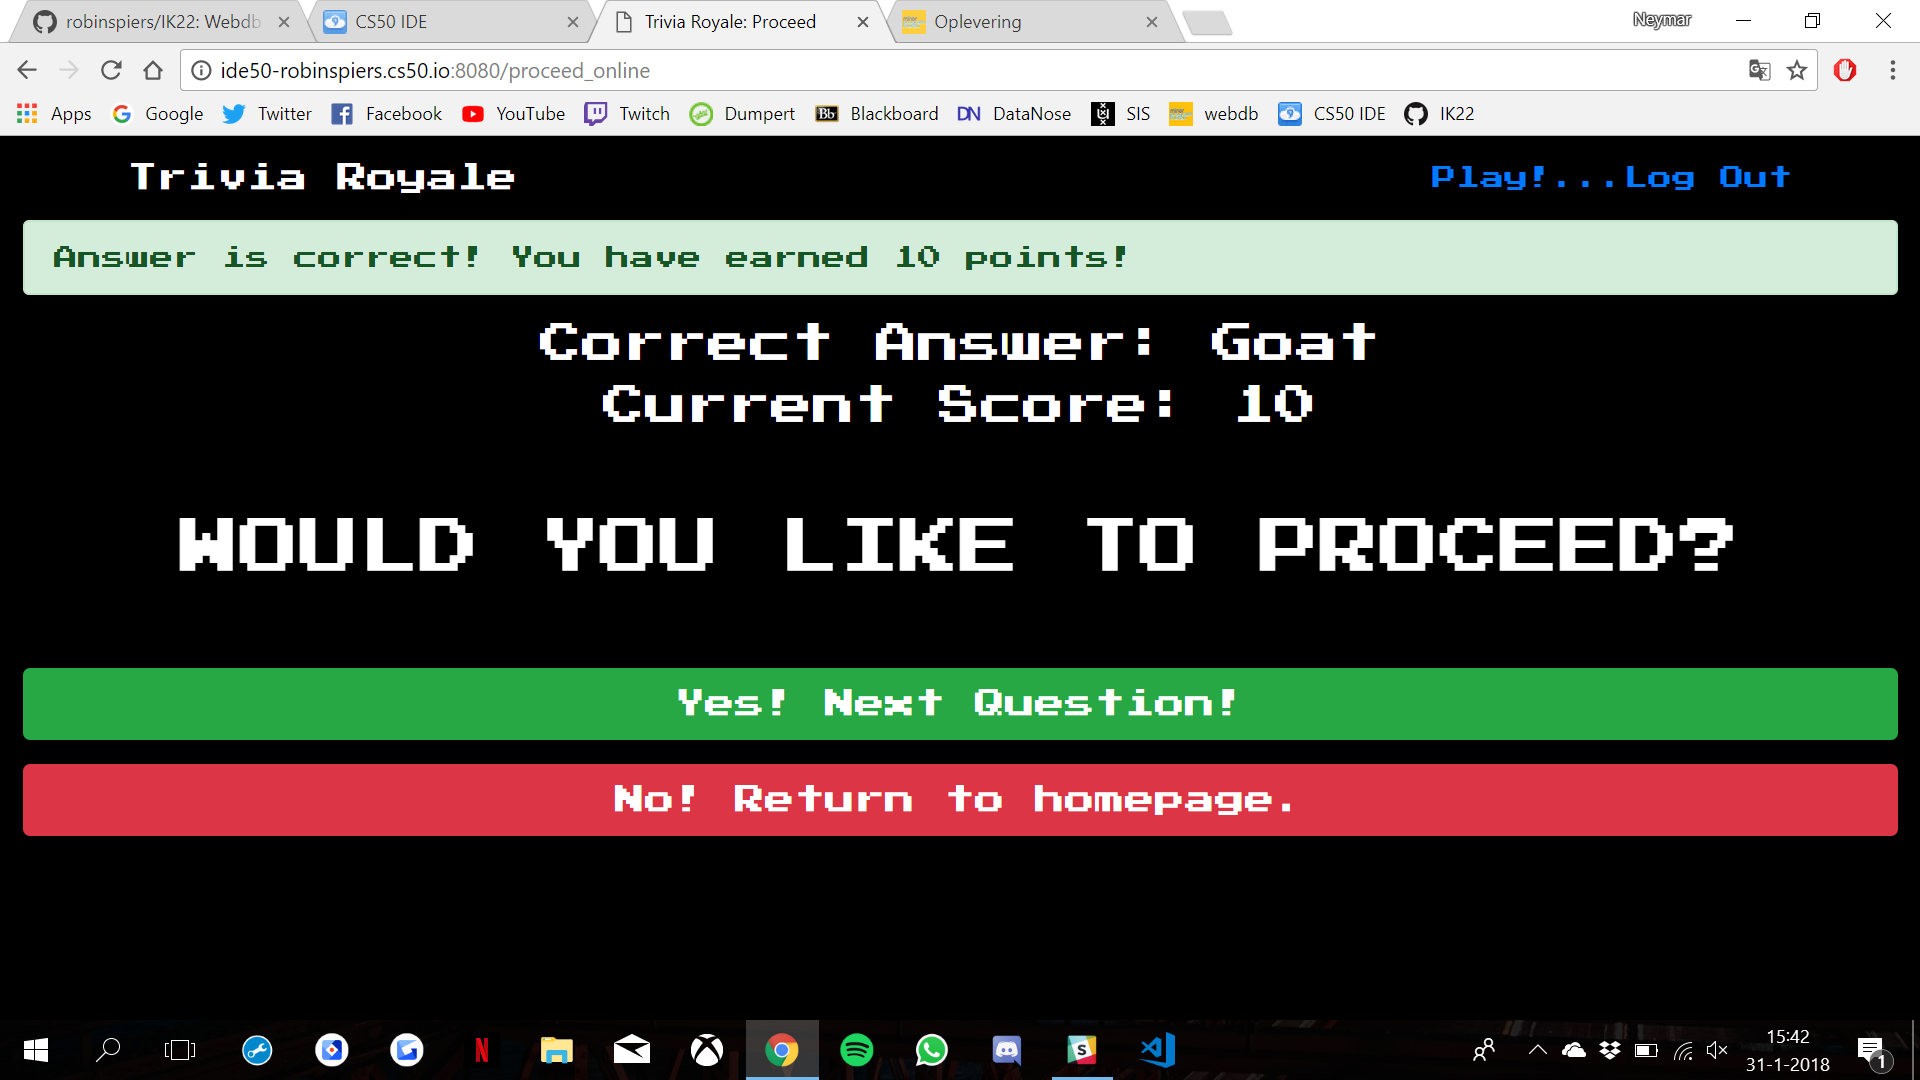 robinspiers/IK22: Webdb
CS50 IDE
Trivia Royale: Proceed
Oplevering
Neymar
ide50-robinspiers.cs50.io:8080/proceed_online
Apps
Google
Twitter
Facebook
YouTube
Twitch
Dumpert
Bb Blackboard
DN DataNose
SIS
webdb
CS50 IDE
IK22
Trivia Royale
Play!...Log Out
Answer is correct! You have earned 10 points!
Correct Answer: Goat
Current Score: 10
WOULD YOU LIKE TO PROCEED?
Yes! Next Question!
No! Return to homepage.
15:42
31-1-2018
1